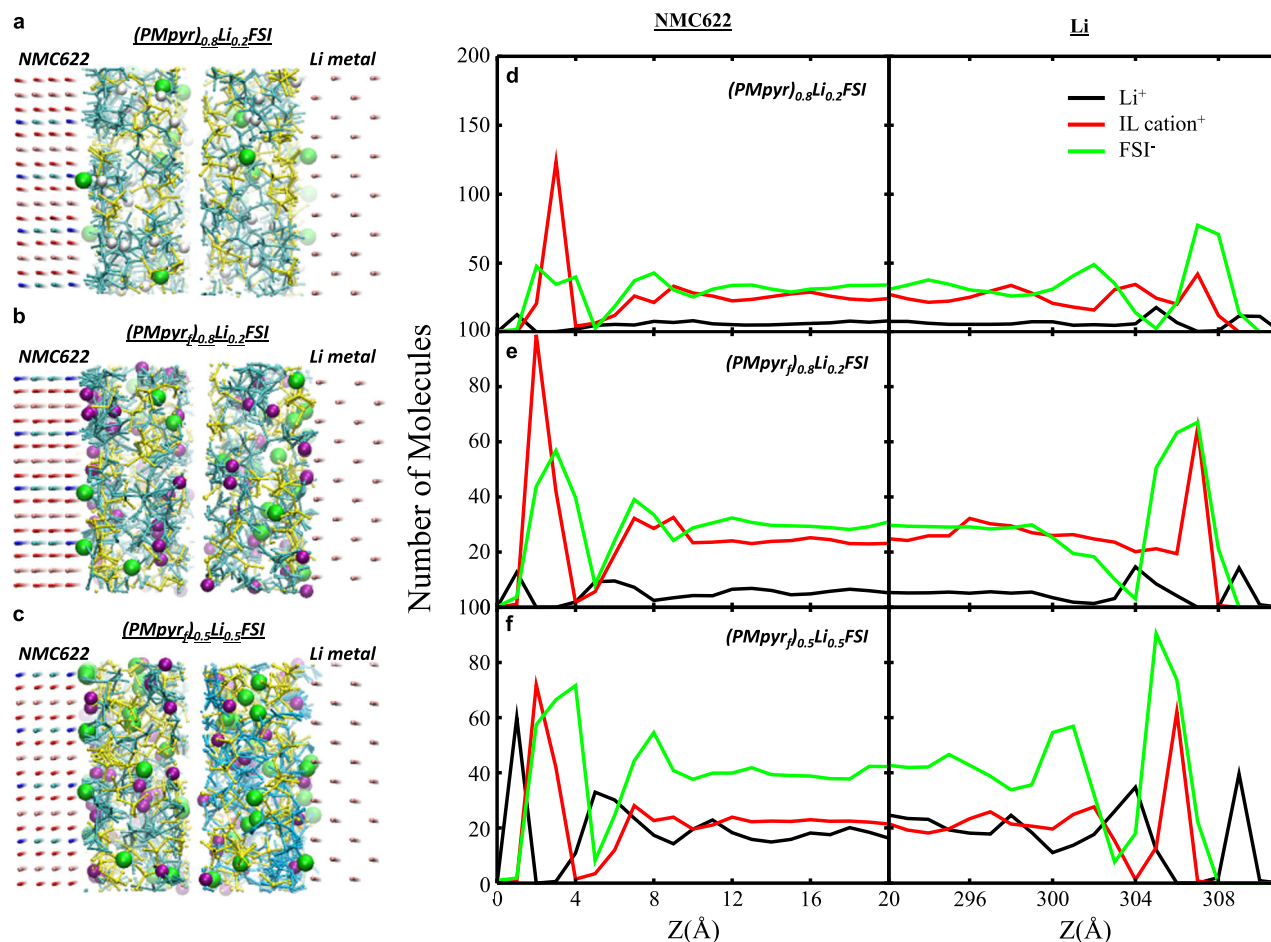 a
(PMpyr)0.8Li0.2FSI
NMC622
Li metal
b
(PMpyrf)0.8Li0.2FSI
NMC622
Li metal
c
(PMpyrf)0.5Li0.5FSI
NMC622
Li metal
NMC622
Li
Number of Molecules
200
150
100
50
100
80
60
40
20
100
80
60
40
20
0
d
(PMpyr)0.8Li0.2FSI
Li+
IL cation+
FSI-
e
(PMpyrf)0.8Li0.2FSI
f
(PMpyrf)0.5Li0.5FSI
0 4 8 12 16 20 296 300 304 308
Z(Å)
Z(Å)